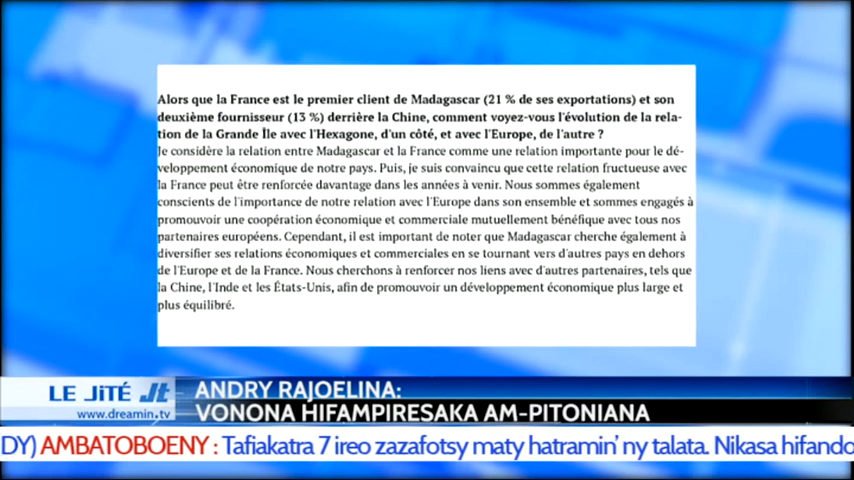 Alors que la France est le premier client de Madagascar (21 % de ses exportations) et son
deuxième fournisseur (13 %) derrière la Chine, comment voyez-vous l'évolution de la rela-
tion de la Grande Île avec l'Hexagone, d'un côté, et avec l'Europe, de l'autre ?
Je considère la relation entre Madagascar et la France comme une relation importante pour le dé-
veloppement économique de notre pays. Puis, je suis convaincu que cette relation fructueuse avec
la France peut être renforcée davantage dans les années à venir. Nous sommes également
conscients de l'importance de notre relation avec l'Europe dans son ensemble et sommes engagés à
promouvoir une coopération économique et commerciale mutuellement bénéfique avec tous nos
partenaires européens. Cependant, il est important de noter que Madagascar cherche également à
diversifier ses relations économiques et commerciales en se tournant vers d'autres pays en dehors
de l'Europe et de la France. Nous cherchons à renforcer nos liens avec d'autres partenaires, tels que
la Chine, l'Inde et les États-Unis, afin de promouvoir un développement économique plus large et
plus équilibré.
LE JiTÉ Jt
www.dreamin.tv
ANDRY RAJOELINA:
VONONA HIFAMPIRESAKA AM-PITONIANA
DY) AMBATOBOENY : Tafiakatra 7 ireo zazafotsy maty hatramin' ny talata. Nikasa hifando